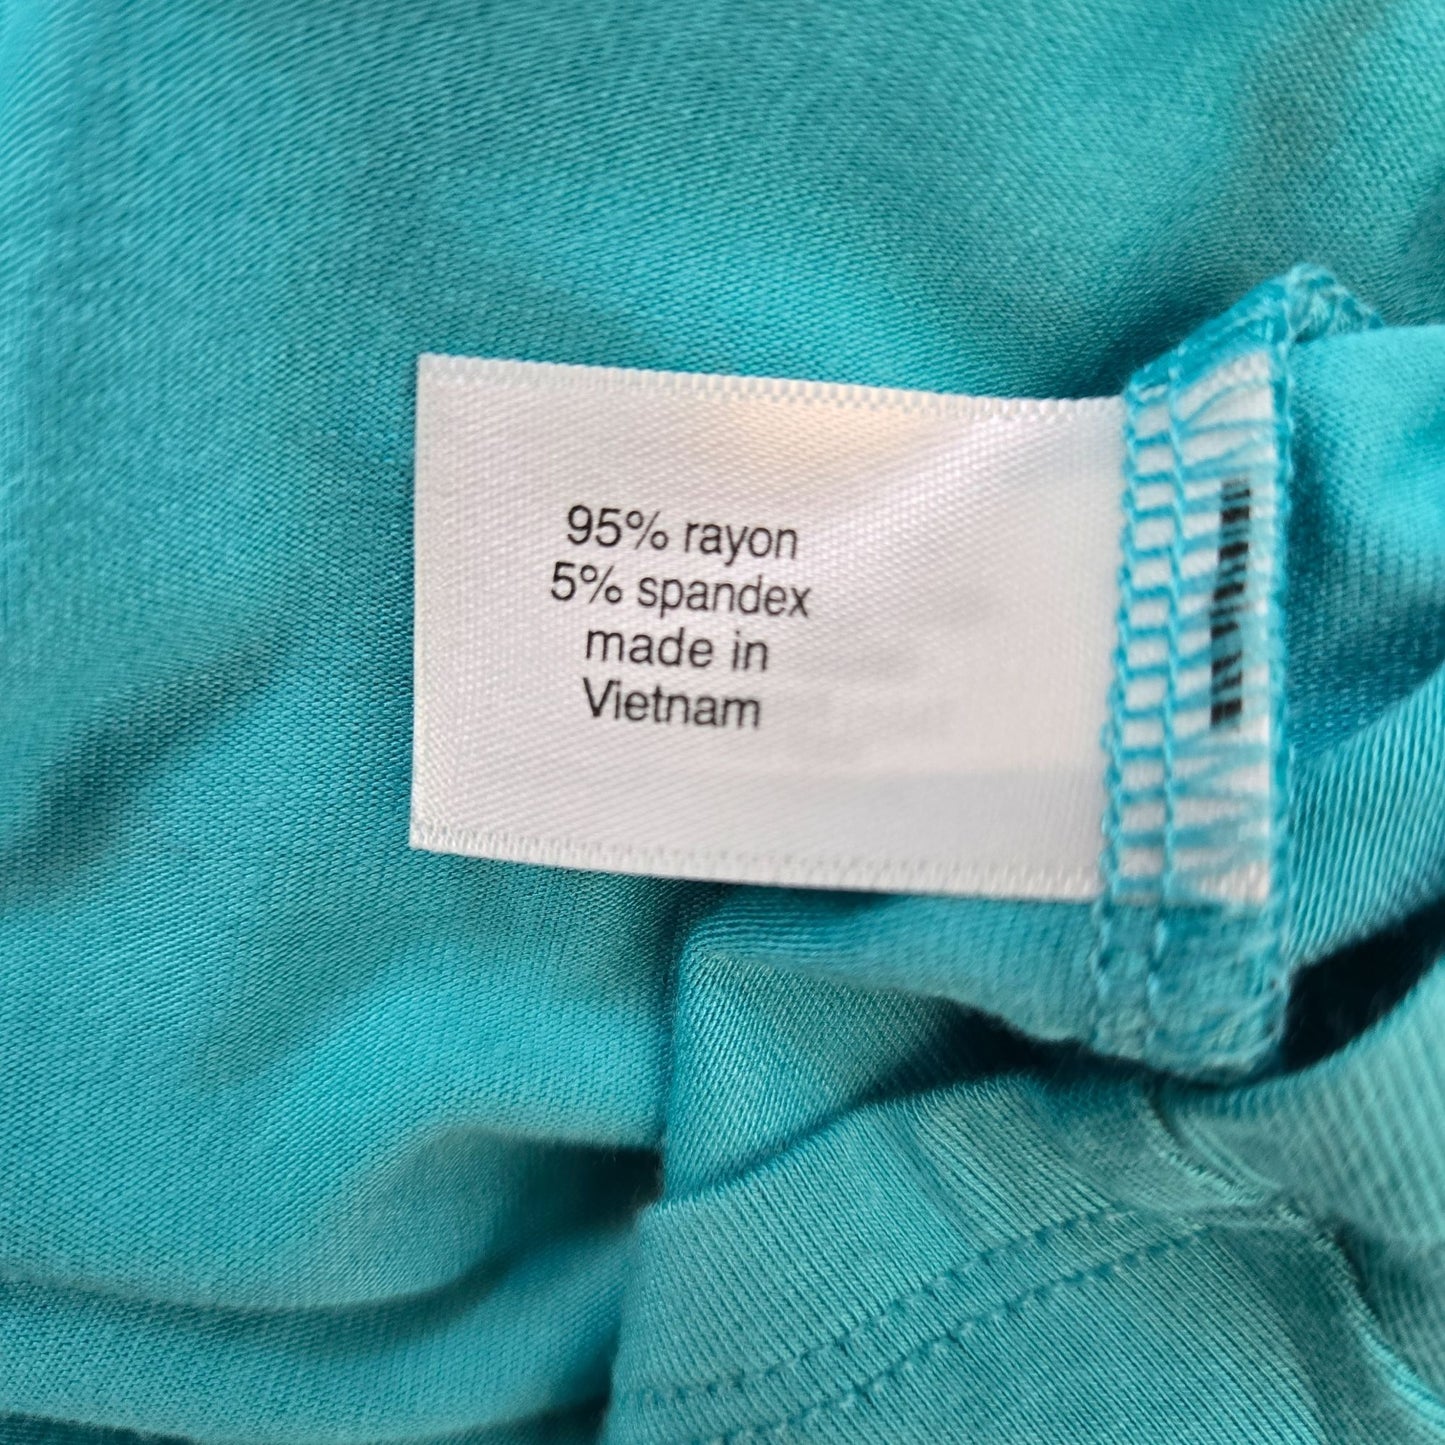 95% rayon
5% spandex
made in
Vietnam